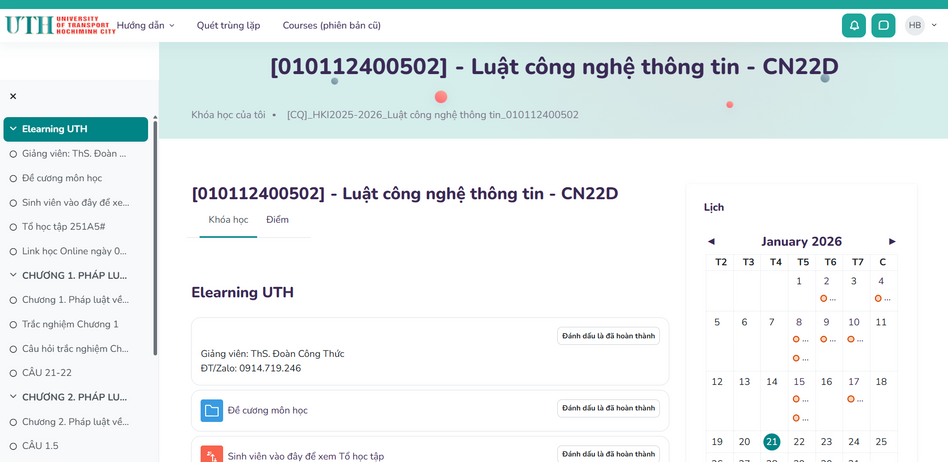 UTH UNIVERSITY
OF TRANSPORT
HOCHIMINH CITY
Hướng dẫn
Quét trùng lặp
Courses (phiên bản cũ)
HB
[010112400502] - Luật công nghệ thông tin - CN22D
Khóa học của tôi • [CQ]_HKI2025-2026_Luật công nghệ thông tin_010112400502
Elearning UTH
Giảng viên: ThS. Đoàn ...
Đề cương môn học
Sinh viên vào đây để xe...
Tổ học tập 251A5#
Link học Online ngày 0...
CHƯƠNG 1. PHÁP LU...
Chương 1. Pháp luật về...
Trắc nghiệm Chương 1
Câu hỏi trắc nghiệm Ch...
CÂU 21-22
CHƯƠNG 2. PHÁP LU...
Chương 2. Pháp luật về...
CÂU 1.5
[010112400502] - Luật công nghệ thông tin - CN22D
Khóa học
Điểm
Elearning UTH
Đánh dấu là đã hoàn thành
Giảng viên: ThS. Đoàn Công Thức
ĐT/Zalo: 0914.719.246
Đề cương môn học
Đánh dấu là đã hoàn thành
Sinh viên vào đây để xem Tổ học tập
Đánh dấu là đã hoàn thành
Lịch
◄ January 2026 ►
T2 T3 T4 T5 T6 T7 C
1 2 3 4
... ...
5 6 7 8 9 10 11
... ... ...
...
12 13 14 15 16 17 18
... ...
...
19 20 21 22 23 24 25